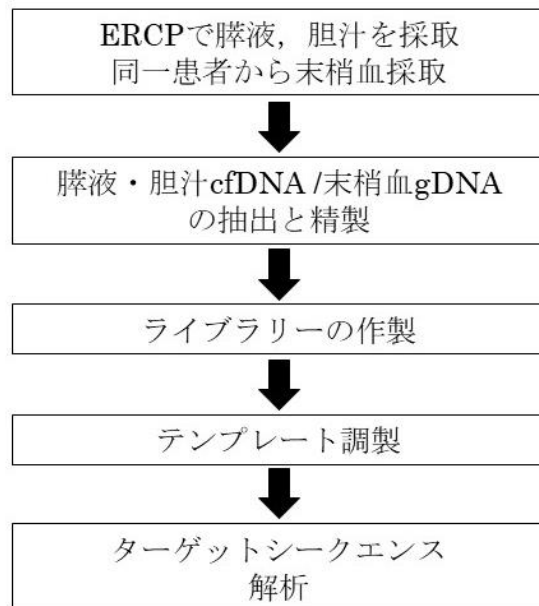 ERCPで膵液，胆汁を採取
同一患者から末梢血採取
膵液・胆汁cfDNA /末梢血gDNA
の抽出と精製
ライブラリーの作製
テンプレート調製
ターゲットシークエンス
解析